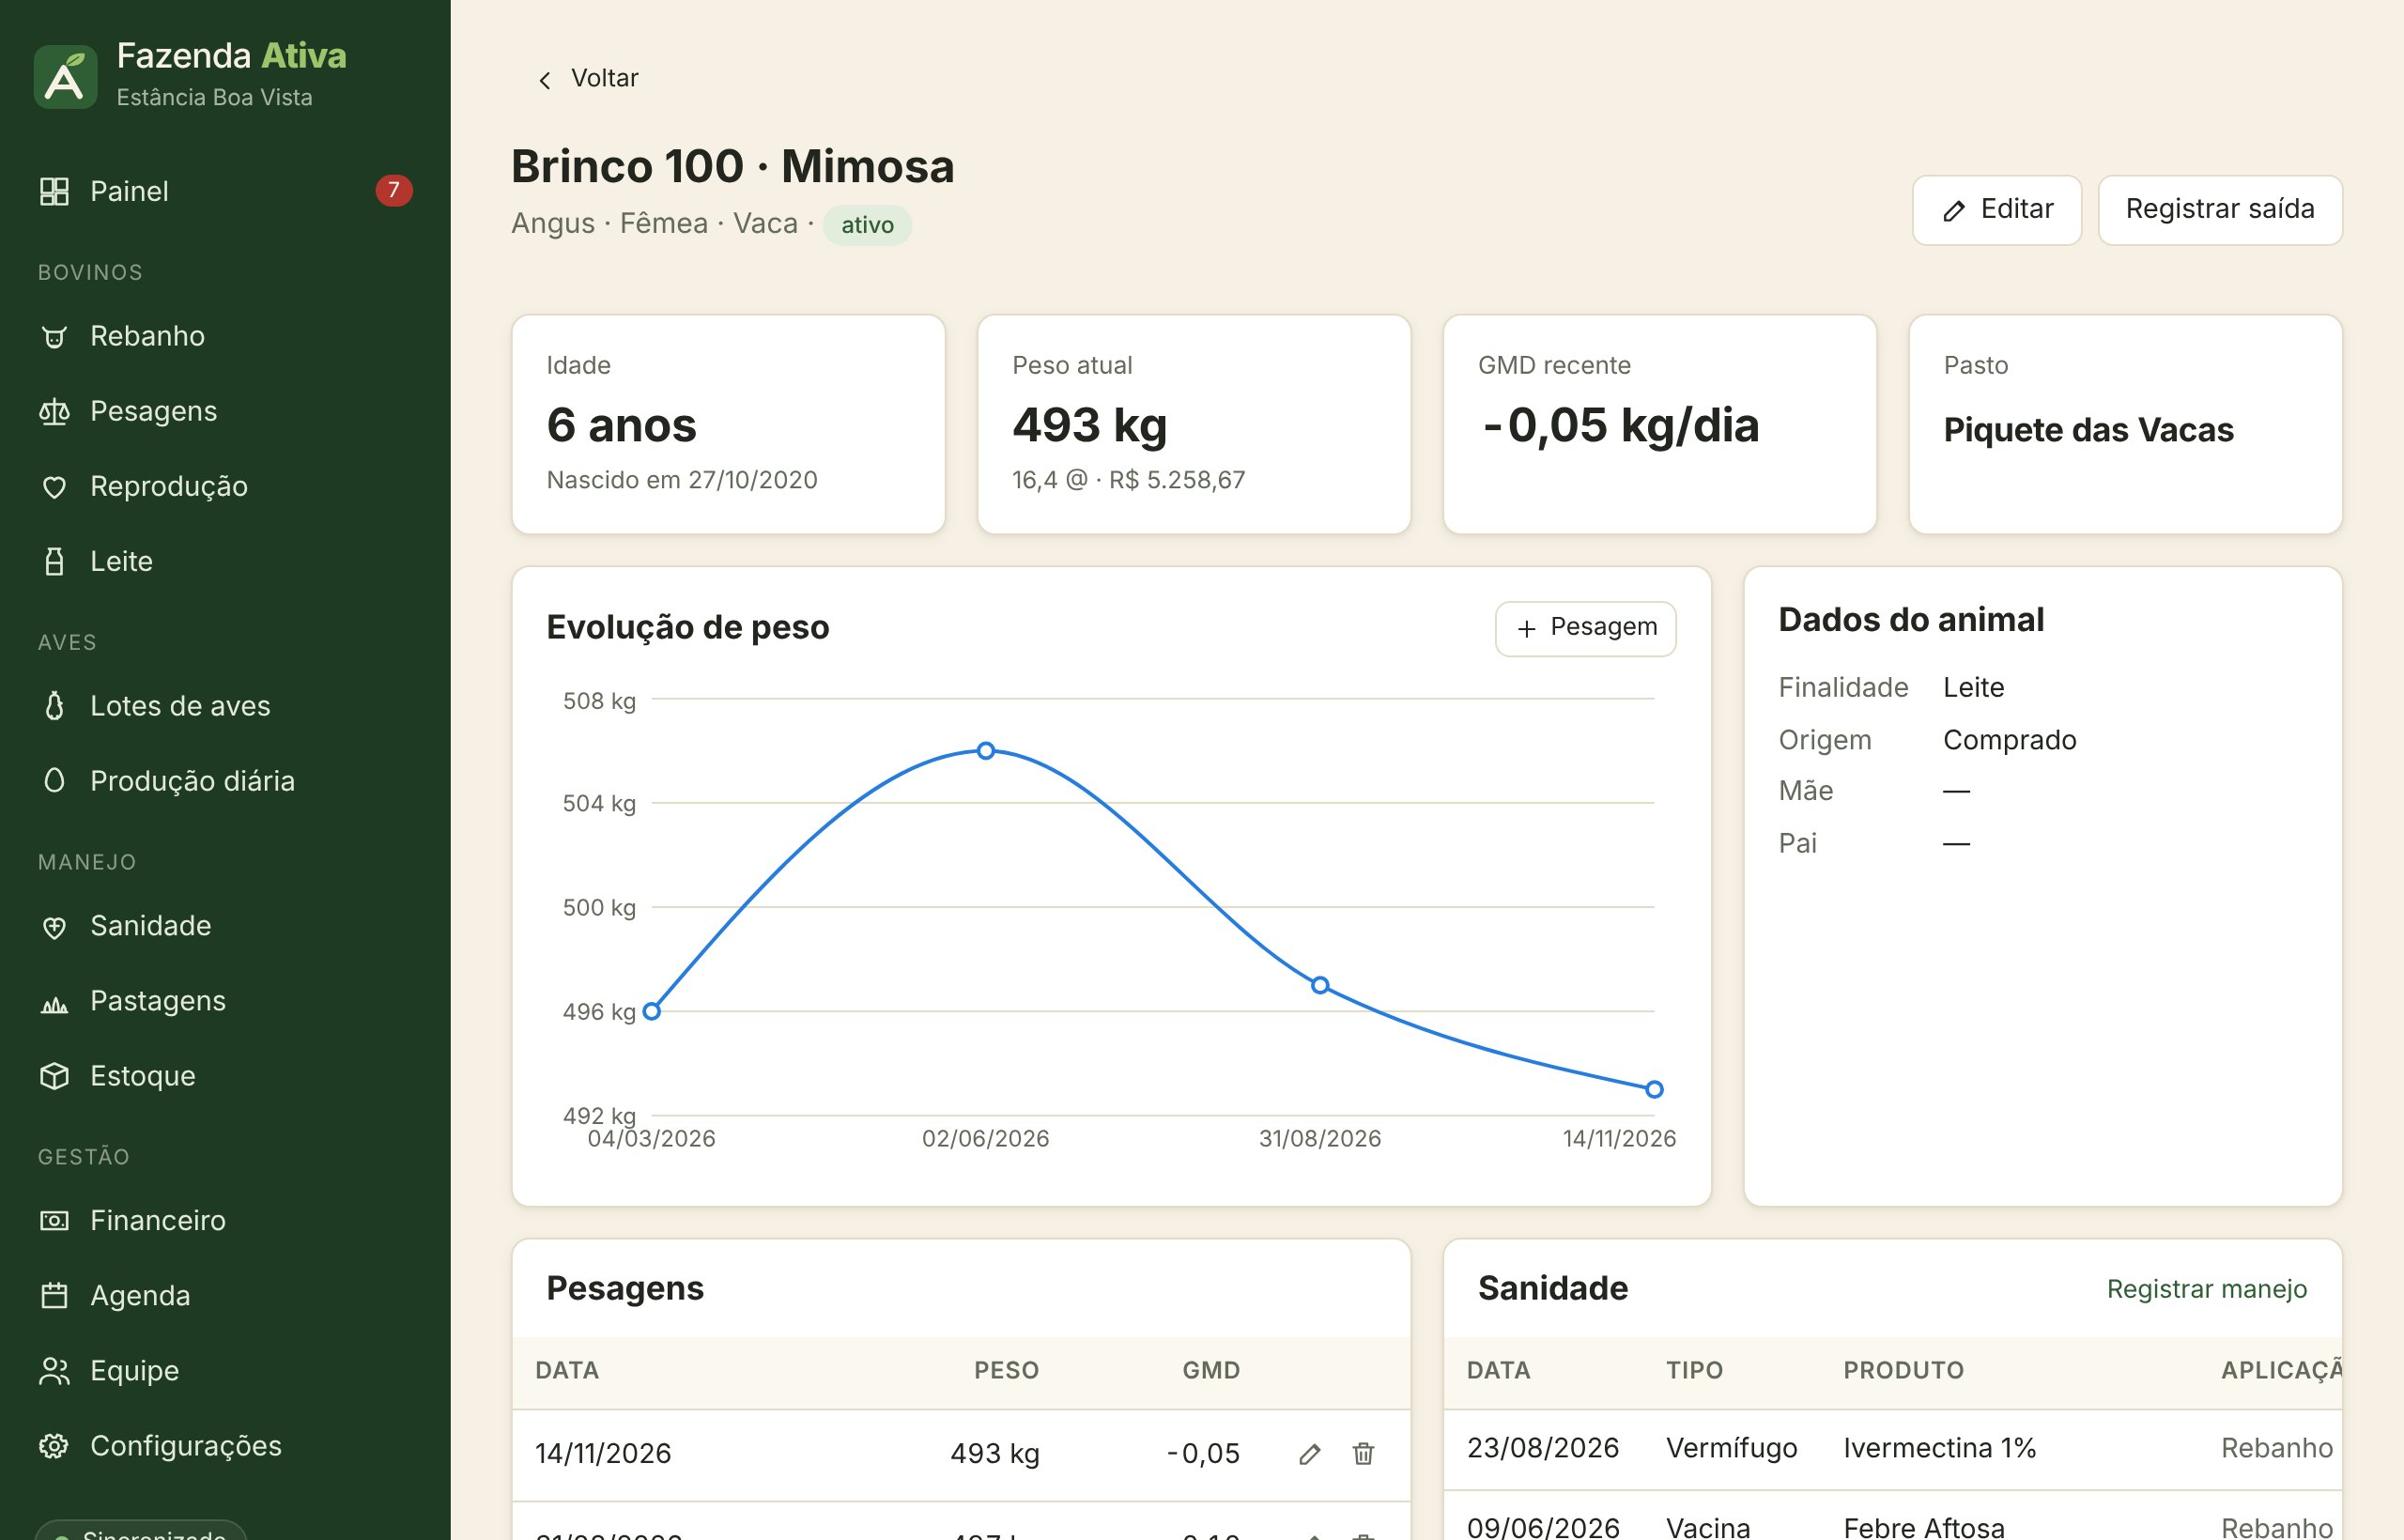 Fazenda Ativa
Estância Boa Vista
Painel
7
BOVINOS
Rebanho
Pesagens
Reprodução
Leite
AVES
Lotes de aves
Produção diária
MANEJO
Sanidade
Pastagens
Estoque
GESTÃO
Financeiro
Agenda
Equipe
Configurações
Sincronizado
Voltar
Brinco 100 · Mimosa
Angus · Fêmea · Vaca · ativo
Editar
Registrar saída
Idade
6 anos
Nascido em 27/10/2020
Peso atual
493 kg
16,4 @ · R$ 5.258,67
GMD recente
-0,05 kg/dia
Pasto
Piquete das Vacas
Evolução de peso
+ Pesagem
508 kg
504 kg
500 kg
496 kg
492 kg
04/03/2026
02/06/2026
31/08/2026
14/11/2026
Dados do animal
Finalidade Leite
Origem Comprado
Mãe —
Pai —
Pesagens
DATA PESO GMD
14/11/2026 493 kg -0,05
Sanidade
Registrar manejo
DATA TIPO PRODUTO APLICAÇÃ
23/08/2026 Vermífugo Ivermectina 1% Rebanho
09/06/2026 Vacina Febre Aftosa Rebanho